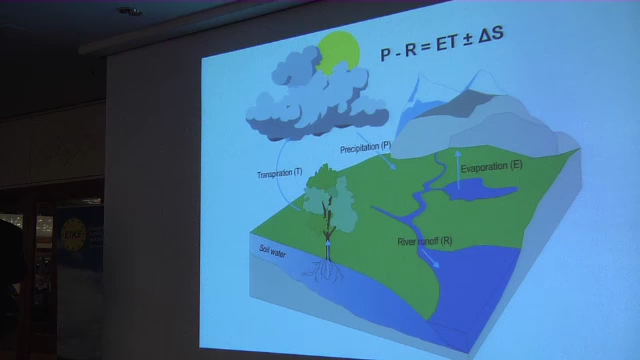 P - R = ET ± ΔS
Precipitation (P)
Transpiration (T)
Evaporation (E)
River runoff (R)
Soil water